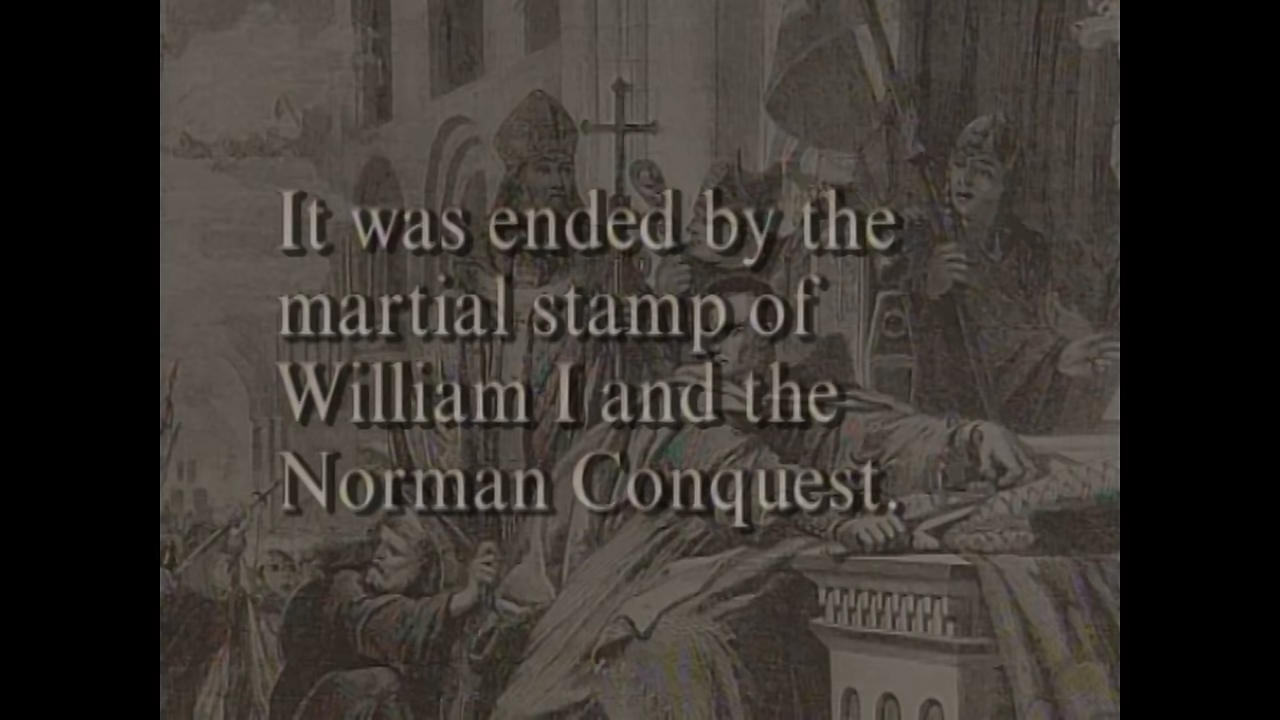 It was ended by the
martial stamp of
William I and the
Norman Conquest.